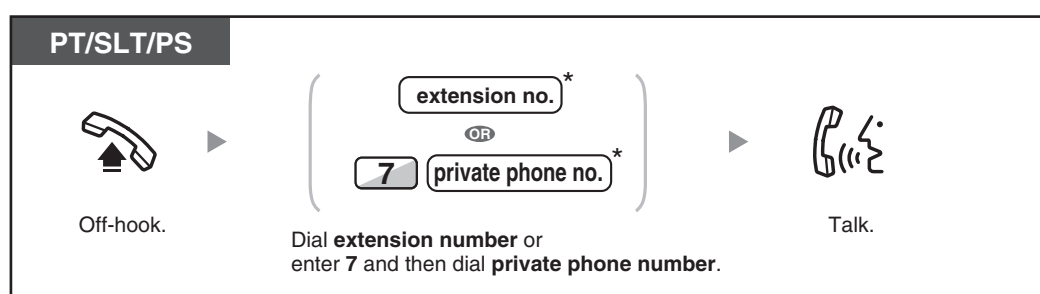 PT/SLT/PS
extension no.*
OR
7 private phone no.*
Off-hook.
Dial extension number or
enter 7 and then dial private phone number.
Talk.